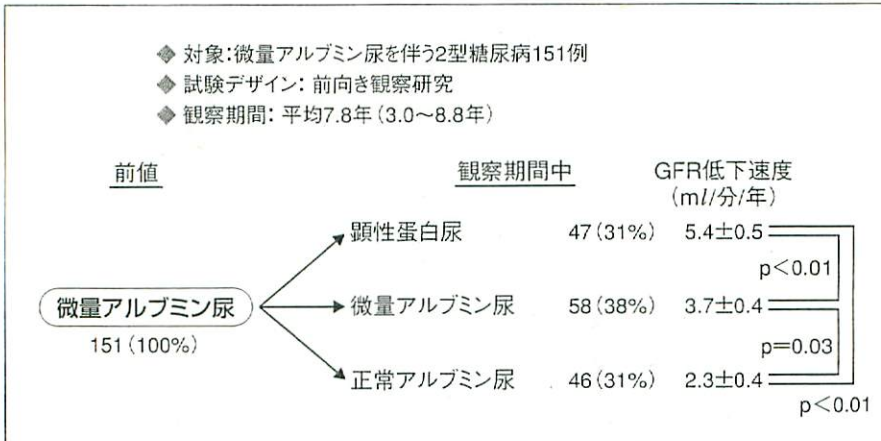 ◆ 対象:微量アルブミン尿を伴う2型糖尿病151例
◆ 試験デザイン: 前向き観察研究
◆ 観察期間: 平均7.8年(3.0〜8.8年)
前値 観察期間中 GFR低下速度
(ml/分/年)
顕性蛋白尿 47(31%) 5.4±0.5
p<0.01
微量アルブミン尿 58(38%) 3.7±0.4
微量アルブミン尿
151(100%)
p=0.03
正常アルブミン尿 46(31%) 2.3±0.4
p<0.01